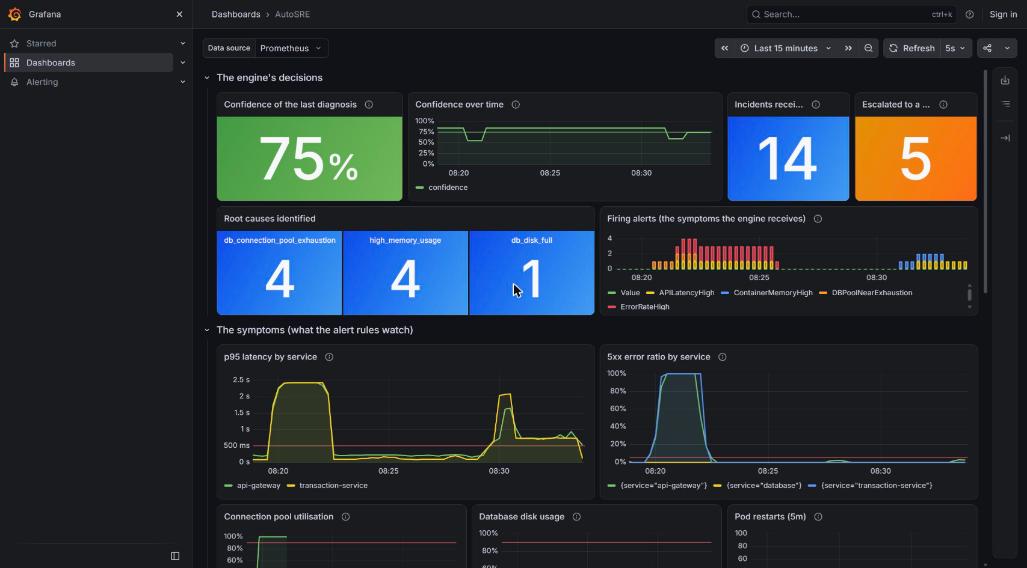 Grafana
Dashboards › AutoSRE
Search...
ctrl+k
Sign in
Starred
Dashboards
Alerting
Data source
Prometheus
Last 15 minutes
Refresh
5s
The engine's decisions
Confidence of the last diagnosis
75%
Confidence over time
100%
75%
50%
25%
0%
08:20
08:25
08:30
confidence
Incidents recei...
14
Escalated to a ...
5
Root causes identified
db_connection_pool_exhaustion
4
high_memory_usage
4
db_disk_full
1
Firing alerts (the symptoms the engine receives)
4
2
0
08:20
08:25
08:30
Value
APILatencyHigh
ContainerMemoryHigh
DBPoolNearExhaustion
ErrorRateHigh
The symptoms (what the alert rules watch)
p95 latency by service
2.5 s
2 s
1.5 s
1 s
500 ms
0 s
08:20
08:25
08:30
api-gateway
transaction-service
5xx error ratio by service
100%
80%
60%
40%
20%
0%
08:20
08:25
08:30
{service="api-gateway"}
{service="database"}
{service="transaction-service"}
Connection pool utilisation
100%
80%
60%
Database disk usage
100%
80%
Pod restarts (5m)
100
80
60